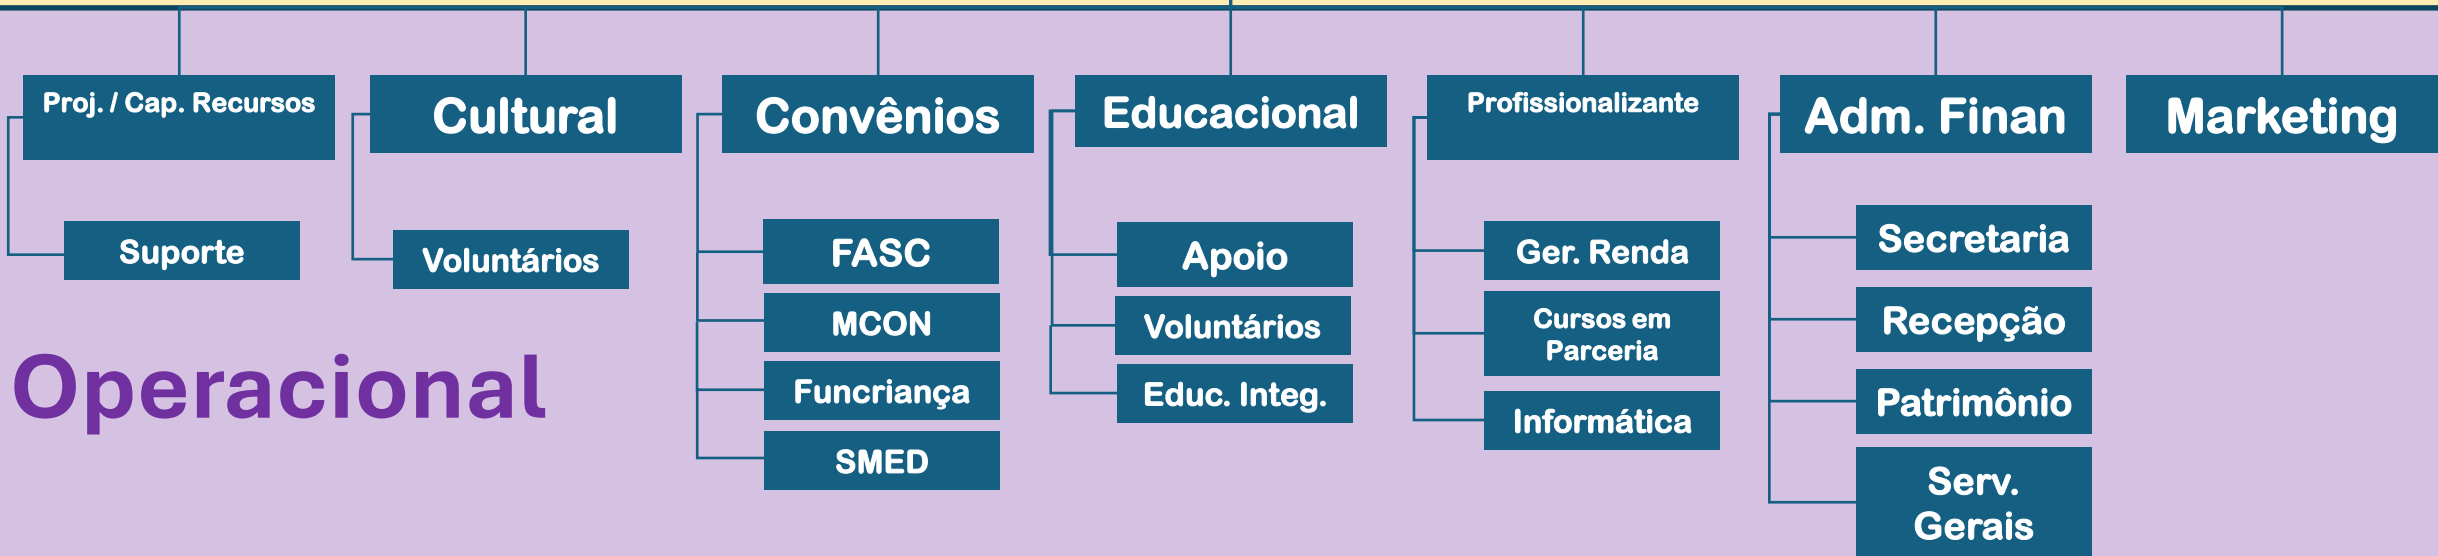 Proj. / Cap. Recursos
Cultural
Convênios
Educacional
Profissionalizante
Adm. Finan
Marketing
Suporte
Voluntários
FASC
MCON
Funcriança
SMED
Apoio
Voluntários
Educ. Integ.
Ger. Renda
Cursos em
Parceria
Informática
Secretaria
Recepção
Patrimônio
Serv.
Gerais
Operacional